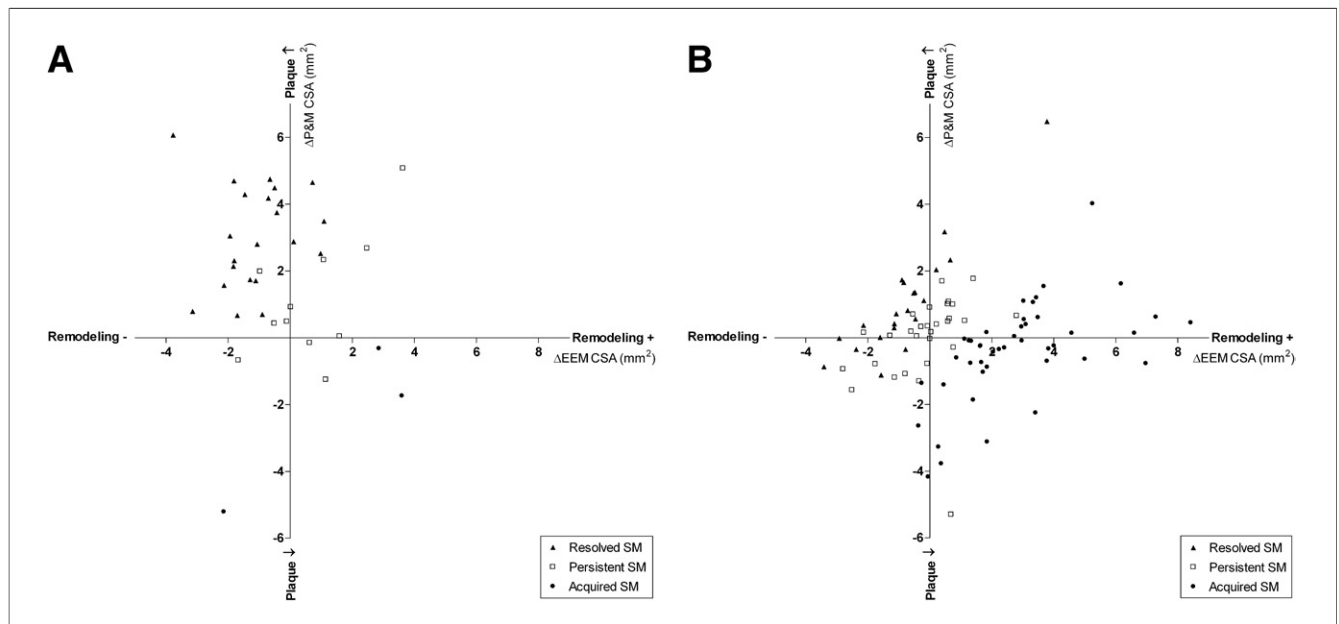 A
Plaque ↑
ΔP&M CSA (mm²)
6
4
2
-2
-4
-6
Remodeling -
-4
-2
2
4
6
8
Remodeling +
ΔEEM CSA (mm²)
Plaque ↓
Resolved SM
Persistent SM
Acquired SM
B
Plaque ↑
ΔP&M CSA (mm²)
6
4
2
-2
-4
-6
Remodeling -
-4
-2
2
4
6
8
Remodeling +
ΔEEM CSA (mm²)
Plaque ↓
Resolved SM
Persistent SM
Acquired SM